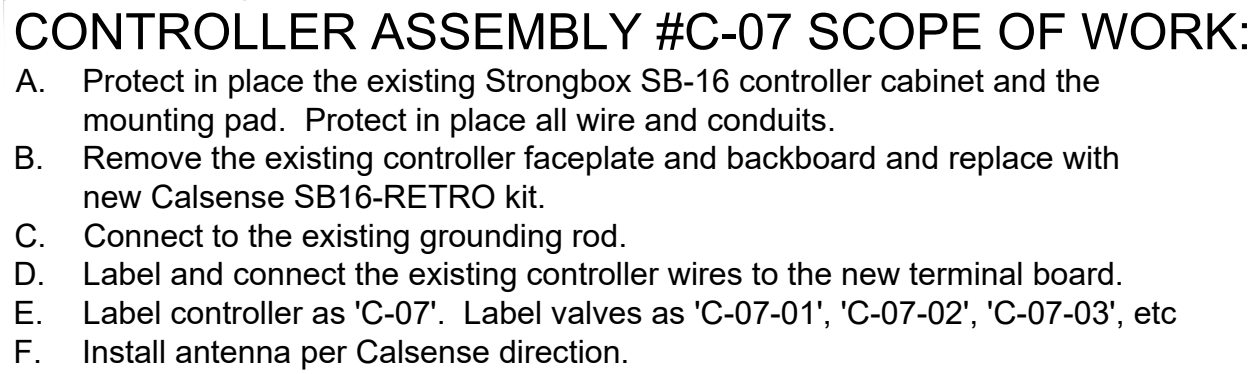 CONTROLLER ASSEMBLY #C-07 SCOPE OF WORK:
A. Protect in place the existing Strongbox SB-16 controller cabinet and the
mounting pad. Protect in place all wire and conduits.
B. Remove the existing controller faceplate and backboard and replace with
new Calsense SB16-RETRO kit.
C. Connect to the existing grounding rod.
D. Label and connect the existing controller wires to the new terminal board.
E. Label controller as 'C-07'. Label valves as 'C-07-01', 'C-07-02', 'C-07-03', etc
F. Install antenna per Calsense direction.